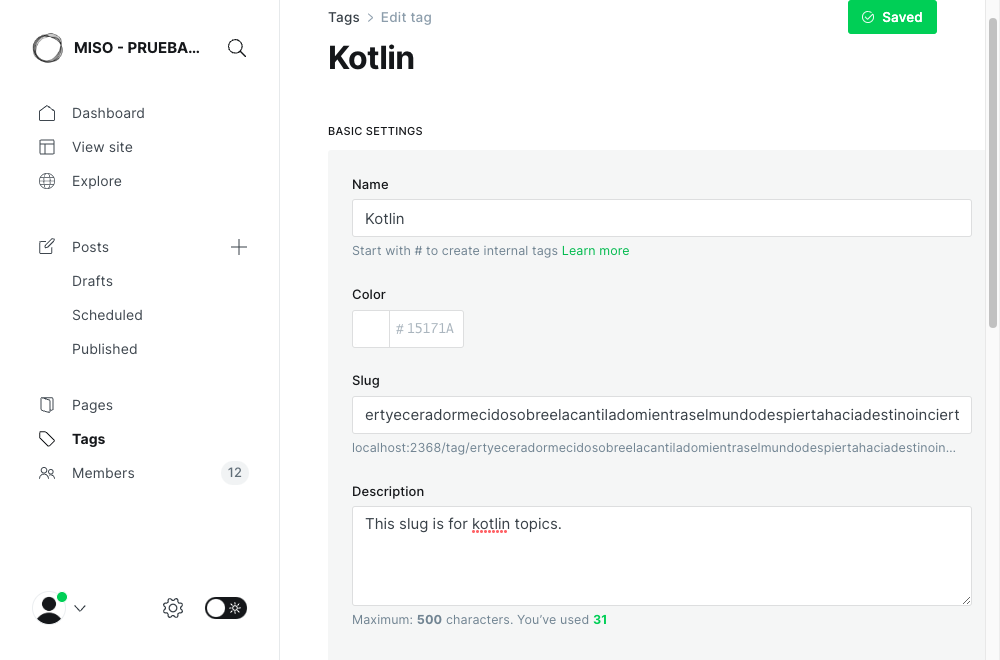 MISO - PRUEBA...
Dashboard
View site
Explore
Posts
Drafts
Scheduled
Published
Pages
Tags
Members 12
Tags > Edit tag
Saved
Kotlin
BASIC SETTINGS
Name
Kotlin
Start with # to create internal tags Learn more
Color
# 15171A
Slug
ertyeceradormecidosobreelacantiladomientraselmundodespiertahaciadestinoinciert
localhost:2368/tag/ertyeceradormecidosobreelacantiladomientraselmundodespiertahaciadestinoin...
Description
This slug is for kotlin topics.
Maximum: 500 characters. You've used 31